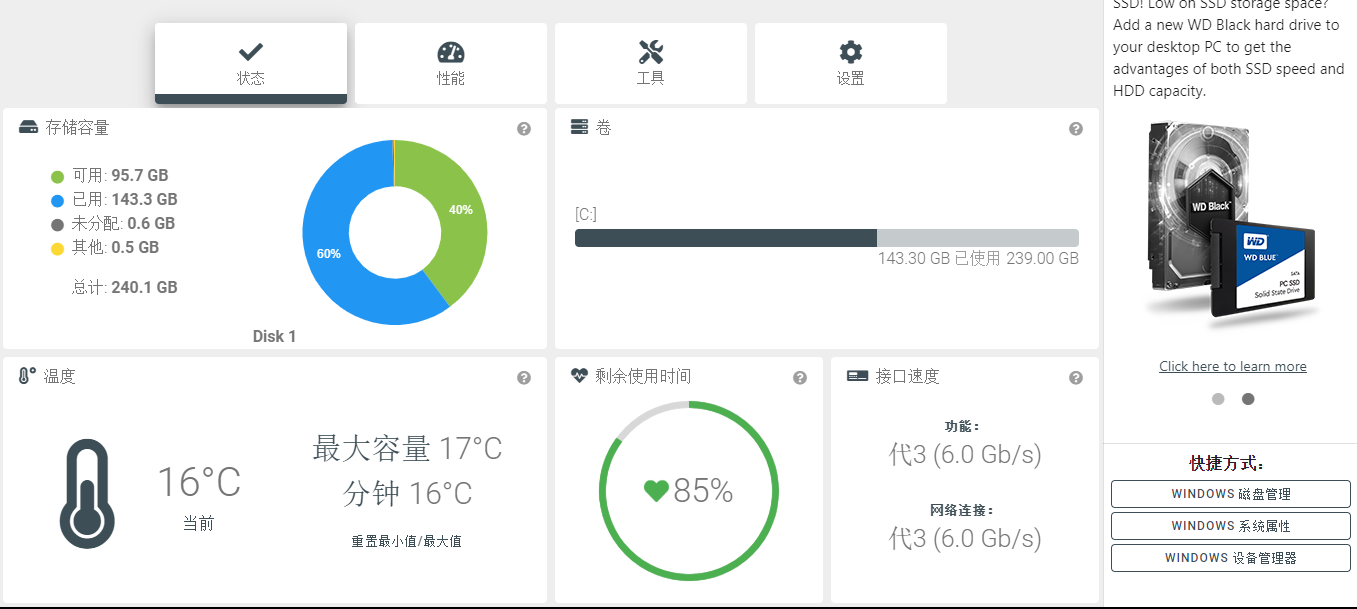 状态
性能
工具
设置
存储容量
可用: 95.7 GB
已用: 143.3 GB
未分配: 0.6 GB
其他: 0.5 GB
总计: 240.1 GB
40%
60%
Disk 1
卷
[C:]
143.30 GB 已使用 239.00 GB
温度
16°C
当前
最大容量 17°C
分钟 16°C
重置最小值/最大值
剩余使用时间
85%
接口速度
功能:
代3 (6.0 Gb/s)
网络连接:
代3 (6.0 Gb/s)
SSD! Low on SSD storage space?
Add a new WD Black hard drive to
your desktop PC to get the
advantages of both SSD speed and
HDD capacity.
WD Black™
WD
WD BLUE™
SATA
PC SSD
Solid State Drive
Click here to learn more
快捷方式:
WINDOWS 磁盘管理
WINDOWS 系统属性
WINDOWS 设备管理器